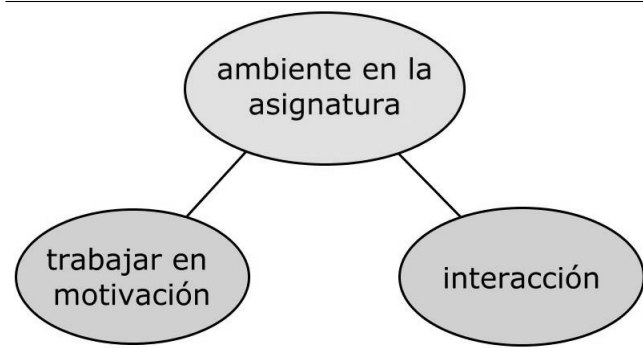 ambiente en la
asignatura
trabajar en
motivación
interacción